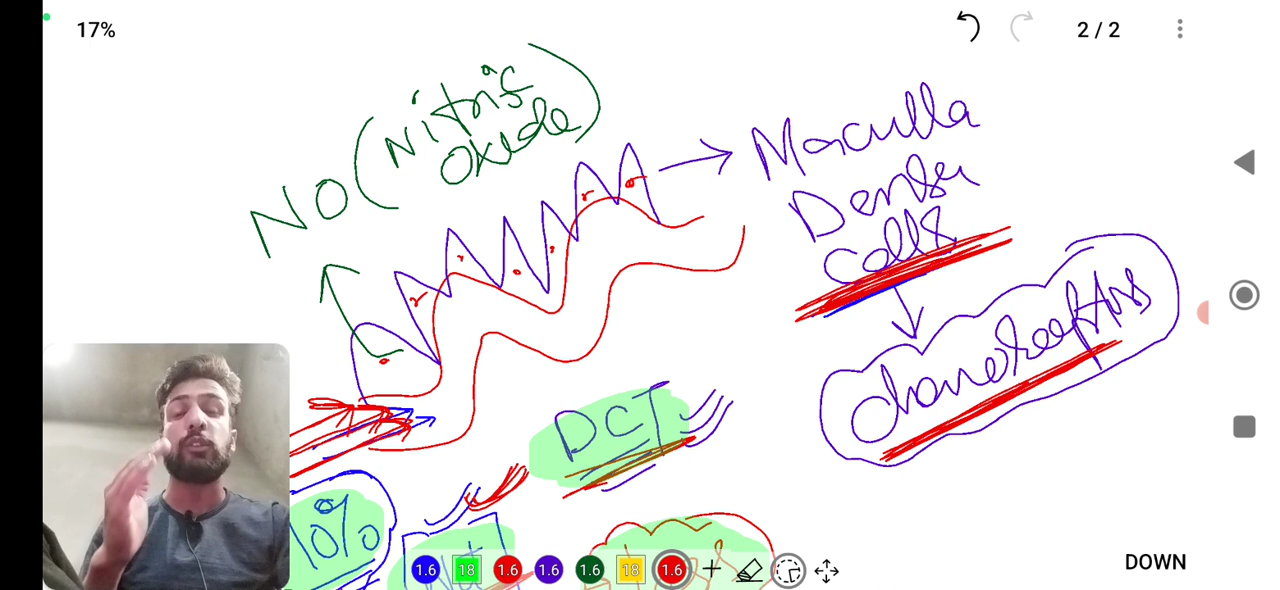 17%
2 / 2
NO (Nitric
Oxide)
Maculla
Densa
Cells
chemoreceptors
DCT
10%
1.6 18 1.6 1.6 1.6 18 1.6
DOWN